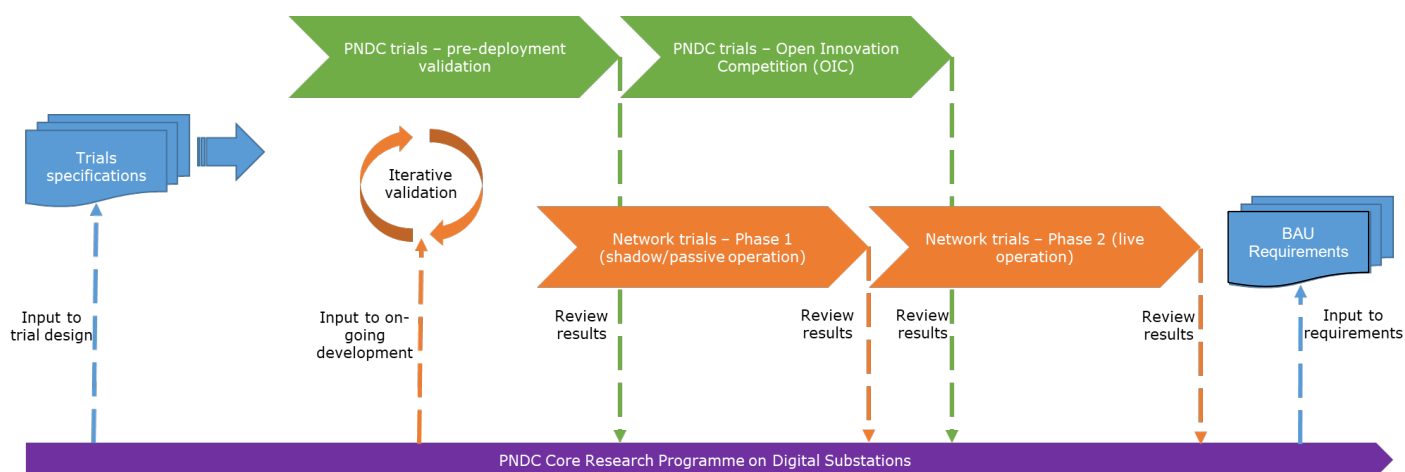 PNDC trials – pre-deployment
validation
PNDC trials – Open Innovation
Competition (OIC)
Trials
specifications
Iterative
validation
Network trials – Phase 1
(shadow/passive operation)
Network trials – Phase 2 (live
operation)
BAU
Requirements
Input to
trial design
Input to on-
going
development
Review
results
Review
results
Review
results
Review
results
Input to
requirements
PNDC Core Research Programme on Digital Substations